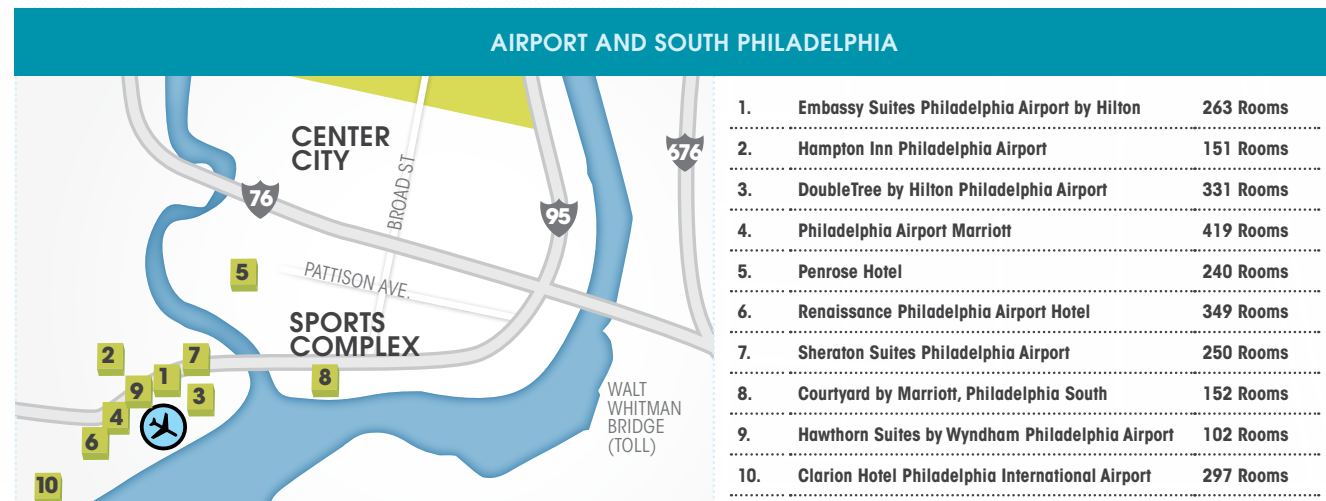 AIRPORT AND SOUTH PHILADELPHIA
CENTER
CITY
676
76
BROAD ST
95
5
PATTISON AVE.
SPORTS
COMPLEX
2
7
1
8
9
3
4
6
10
WALT
WHITMAN
BRIDGE
(TOLL)
1. Embassy Suites Philadelphia Airport by Hilton 263 Rooms
2. Hampton Inn Philadelphia Airport 151 Rooms
3. DoubleTree by Hilton Philadelphia Airport 331 Rooms
4. Philadelphia Airport Marriott 419 Rooms
5. Penrose Hotel 240 Rooms
6. Renaissance Philadelphia Airport Hotel 349 Rooms
7. Sheraton Suites Philadelphia Airport 250 Rooms
8. Courtyard by Marriott, Philadelphia South 152 Rooms
9. Hawthorn Suites by Wyndham Philadelphia Airport 102 Rooms
10. Clarion Hotel Philadelphia International Airport 297 Rooms